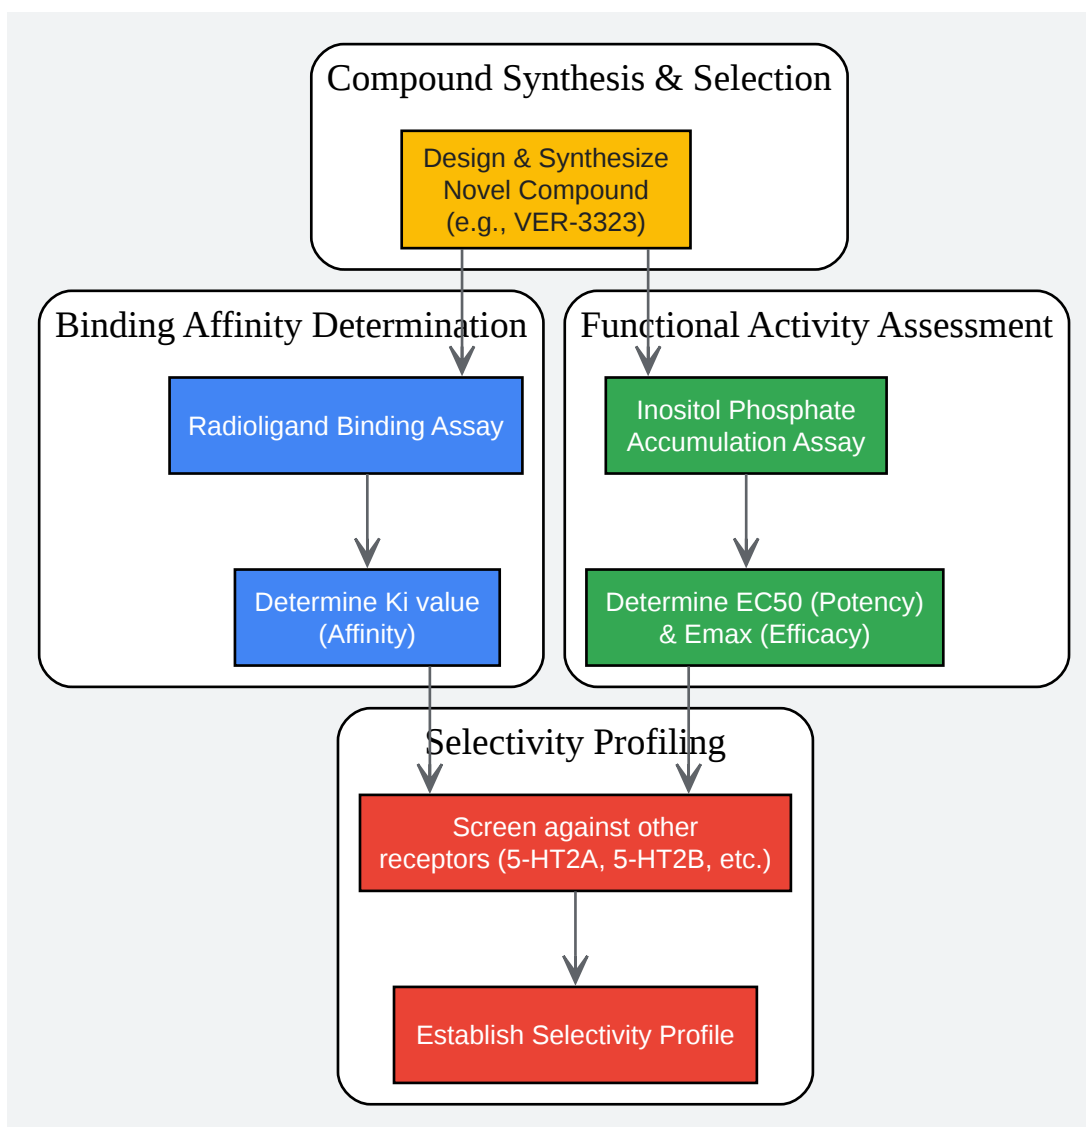 Compound Synthesis & Selection
Design & Synthesize
Novel Compound
(e.g., VER-3323)
Binding Affinity Determination
Radioligand Binding Assay
Determine Ki value
(Affinity)
Functional Activity Assessment
Inositol Phosphate
Accumulation Assay
Determine EC50 (Potency)
& Emax (Efficacy)
Selectivity Profiling
Screen against other
receptors (5-HT2A, 5-HT2B, etc.)
Establish Selectivity Profile